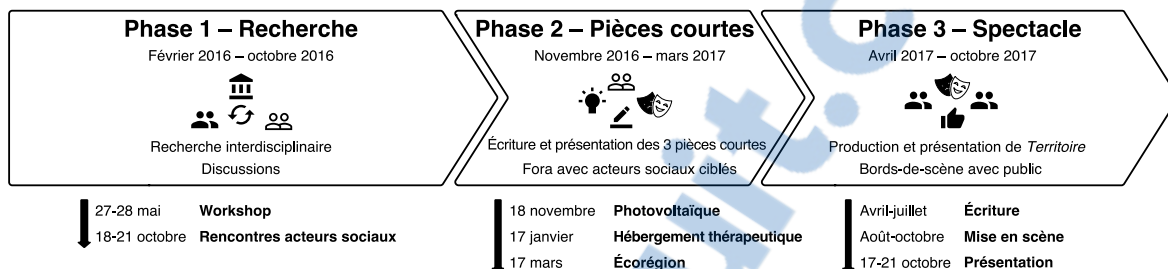 Phase 1 – Recherche
Février 2016 – octobre 2016
Recherche interdisciplinaire
Discussions
27-28 mai Workshop
18-21 octobre Rencontres acteurs sociaux
Phase 2 – Pièces courtes
Novembre 2016 – mars 2017
Écriture et présentation des 3 pièces courtes
Fora avec acteurs sociaux ciblés
18 novembre Photovoltaïque
17 janvier Hébergement thérapeutique
17 mars Écorégion
Phase 3 – Spectacle
Avril 2017 – octobre 2017
Production et présentation de Territoire
Bords-de-scène avec public
Avril-juillet Écriture
Août-octobre Mise en scène
17-21 octobre Présentation